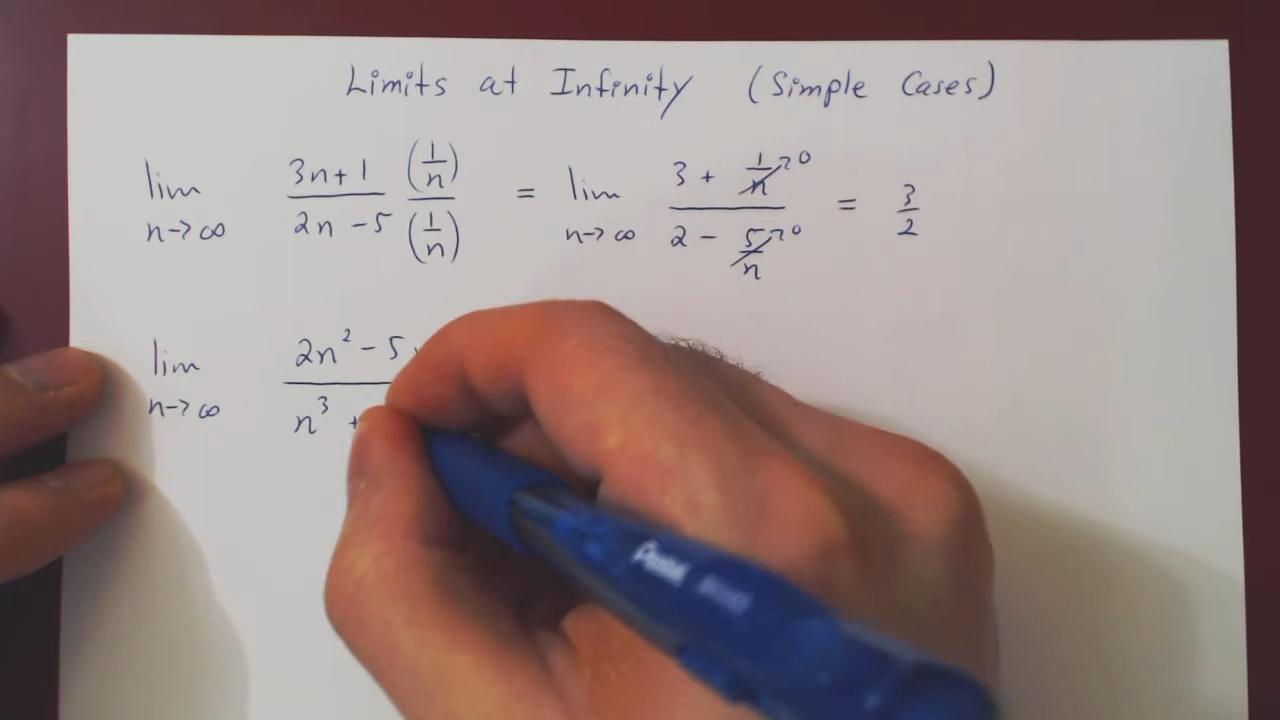 Limits at Infinity (Simple Cases)
lim n→∞ (3n+1)/(2n-5) (1/n)/(1/n) = lim n→∞ (3 + 1/n→0)/(2 - 5/n→0) = 3/2
lim n→∞ (2n² - 5)/(n³ +
Pentel